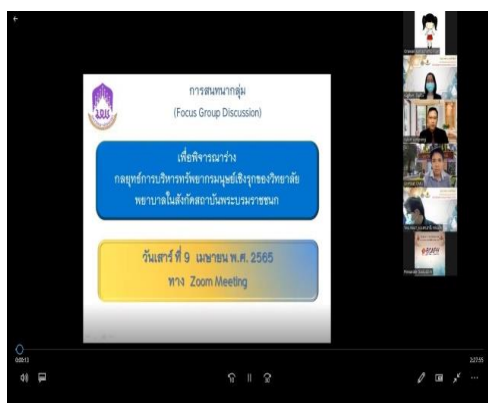 การสนทนากลุ่ม
(Focus Group Discussion)
เพื่อพิจารณาร่าง
กลยุทธ์การบริหารทรัพยากรมนุษย์เชิงรุกของวิทยาลัย
พยาบาลในสังกัดสถาบันพระบรมราชชนก
วันเสาร์ ที่ 9 เมษายน พ.ศ. 2565
ทาง Zoom Meeting
0:00:13
2:27:55